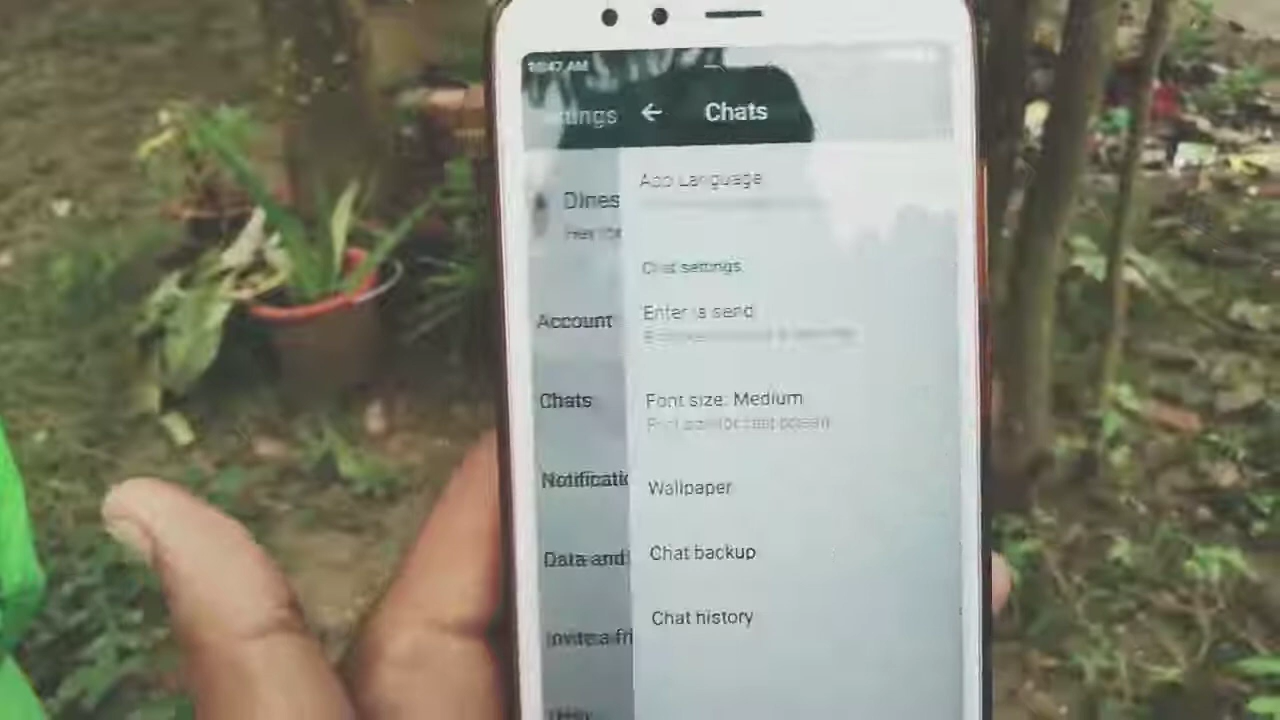 10:47 AM
ttings
Chats
Dines
Account
Chats
Notificatio
Data and
Invite a fri
App Language
Chat settings
Enter is send
Font size: Medium
Wallpaper
Chat backup
Chat history